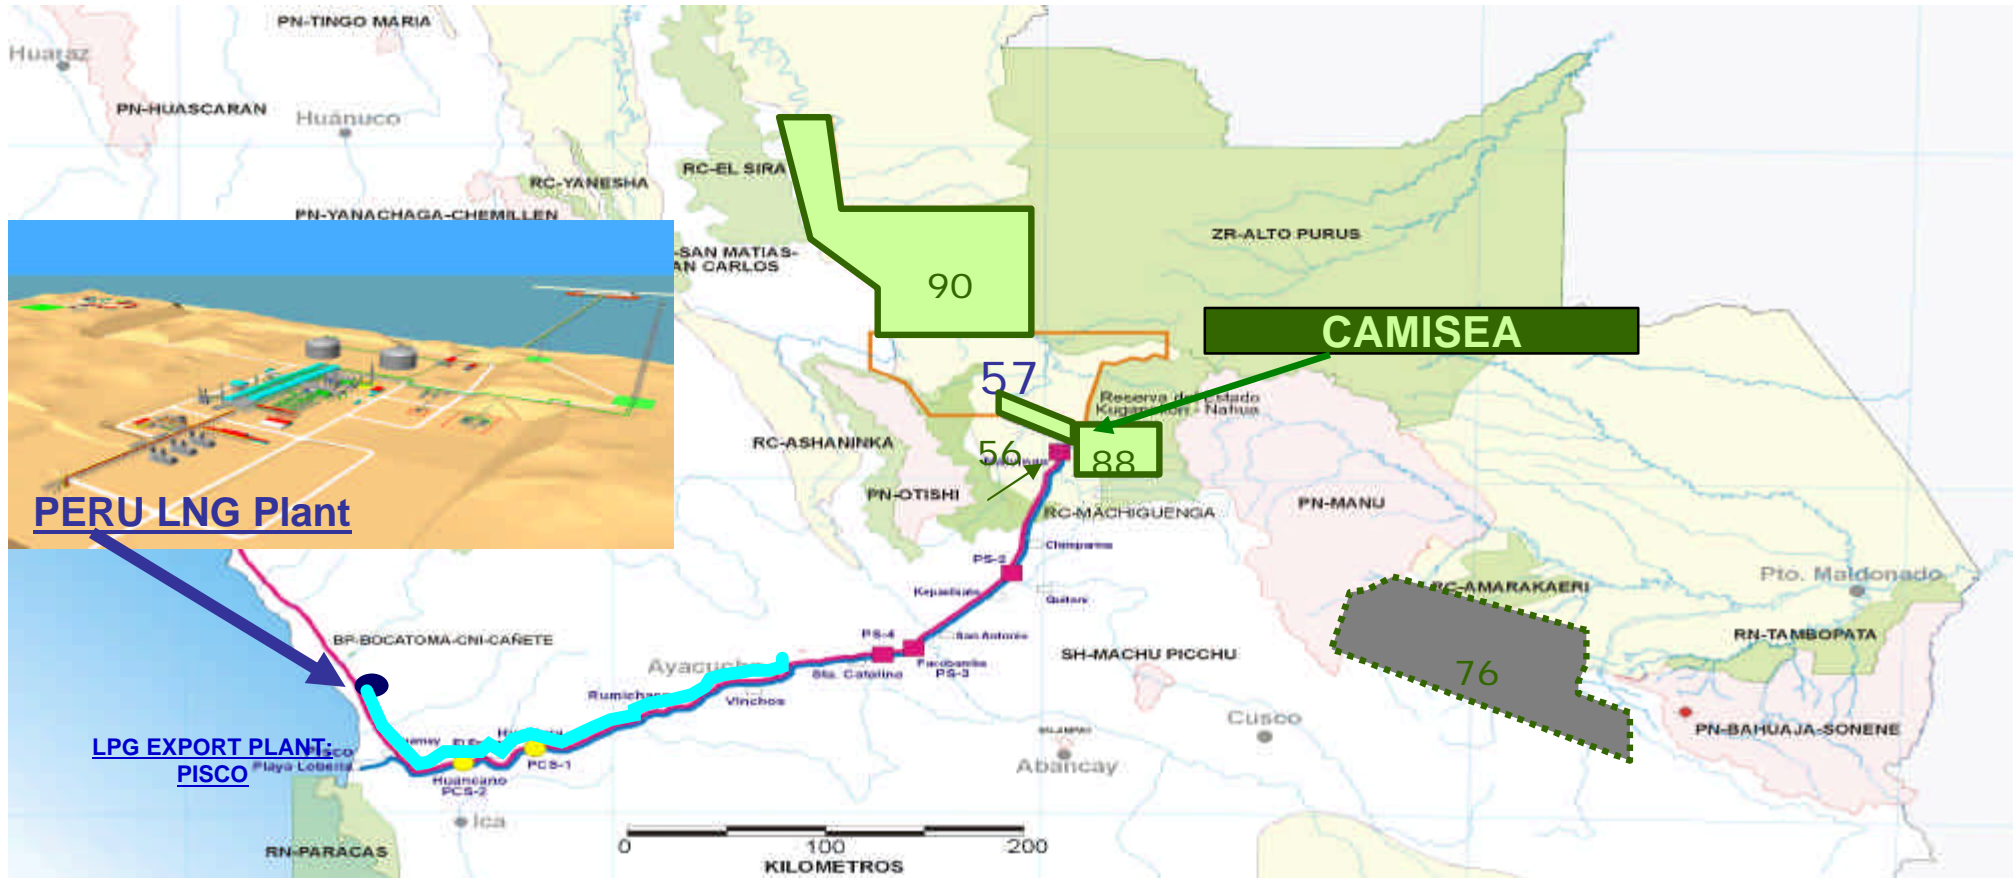 PN-TINGO MARIA
Huaraz
PN-HUASCARAN
Huánuco
RC-EL SIRA
RC-YANESHA
PN-YANACHAGA-CHEMILLEN
ZR-ALTO PURUS
-SAN MATIAS-
AN CARLOS
90
CAMISEA
57
Reserva del Estado
Kugapakori - Nahua
RC-ASHANINKA
56
88
PN-OTISHI
RC-MACHIGUENGA
PN-MANU
PERU LNG Plant
PS-2
Pto. Maldonado
RC-AMARAKAERI
BP-BOCATOMA-CNI-CAÑETE
PS-4
San Antonio
RN-TAMBOPATA
SH-MACHU PICCHU
Pacobamba
PS-3
Sta. Catalina
76
Vinchos
Cusco
PN-BAHUAJA-SONENE
LPG EXPORT PLANT:
PISCO
Pisco
Playa Loberia
PCS-1
Huancano
PCS-2
Abancay
Ica
0 100 200
KILOMETROS
RN-PARACAS